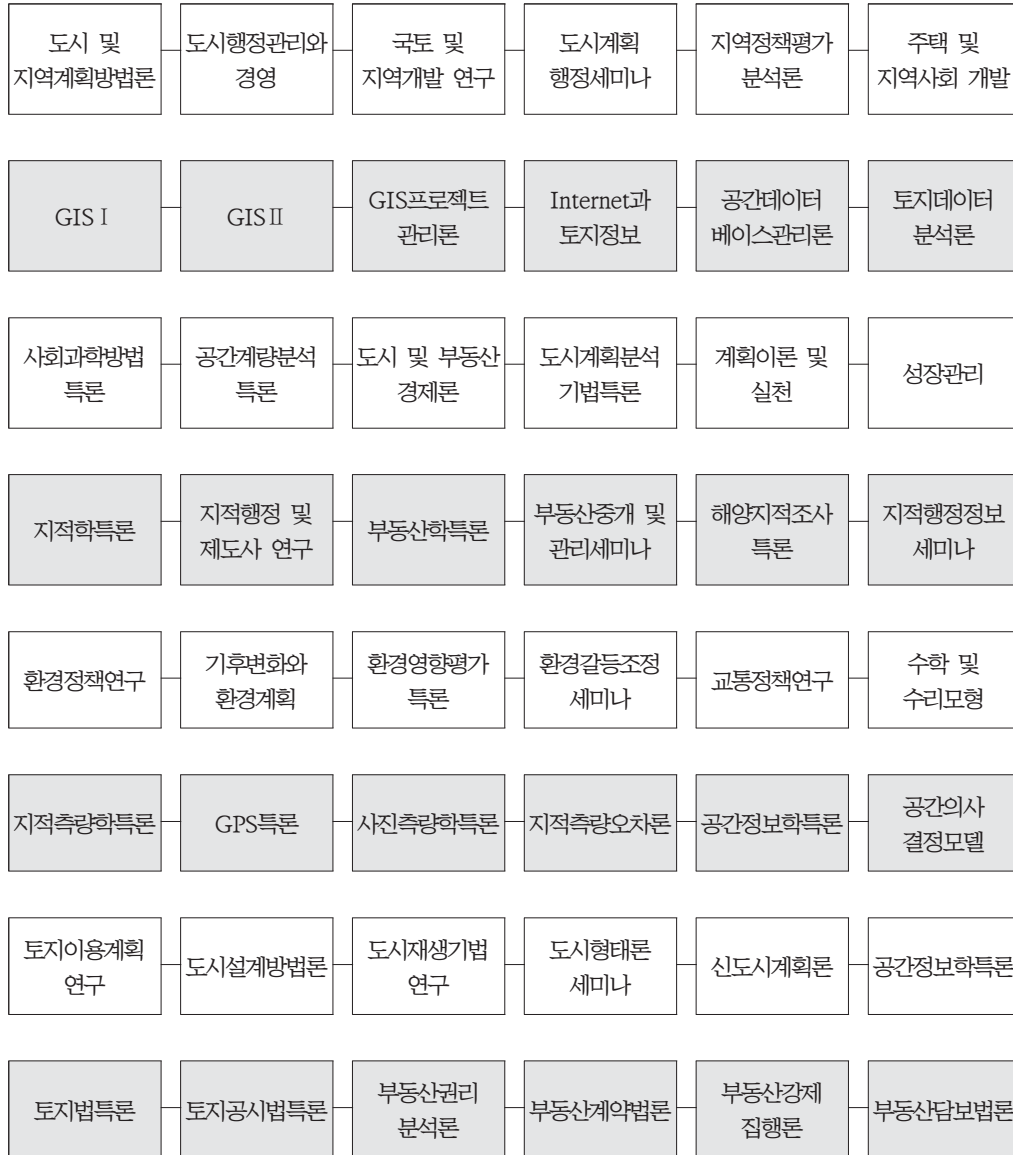 도시 및
지역계획방법론
도시행정관리와
경영
국토 및
지역개발 연구
도시계획
행정세미나
지역정책평가
분석론
주택 및
지역사회 개발
GISⅠ
GISⅡ
GIS프로젝트
관리론
Internet과
토지정보
공간데이터
베이스관리론
토지데이터
분석론
사회과학방법
특론
공간계량분석
특론
도시 및 부동산
경제론
도시계획분석
기법특론
계획이론 및
실천
성장관리
지적학특론
지적행정 및
제도사 연구
부동산학특론
부동산중개 및
관리세미나
해양지적조사
특론
지적행정정보
세미나
환경정책연구
기후변화와
환경계획
환경영향평가
특론
환경갈등조정
세미나
교통정책연구
수학 및
수리모형
지적측량학특론
GPS특론
사진측량학특론
지적측량오차론
공간정보학특론
공간의사
결정모델
토지이용계획
연구
도시설계방법론
도시재생기법
연구
도시형태론
세미나
신도시계획론
공간정보학특론
토지법특론
토지공시법특론
부동산권리
분석론
부동산계약법론
부동산강제
집행론
부동산담보법론